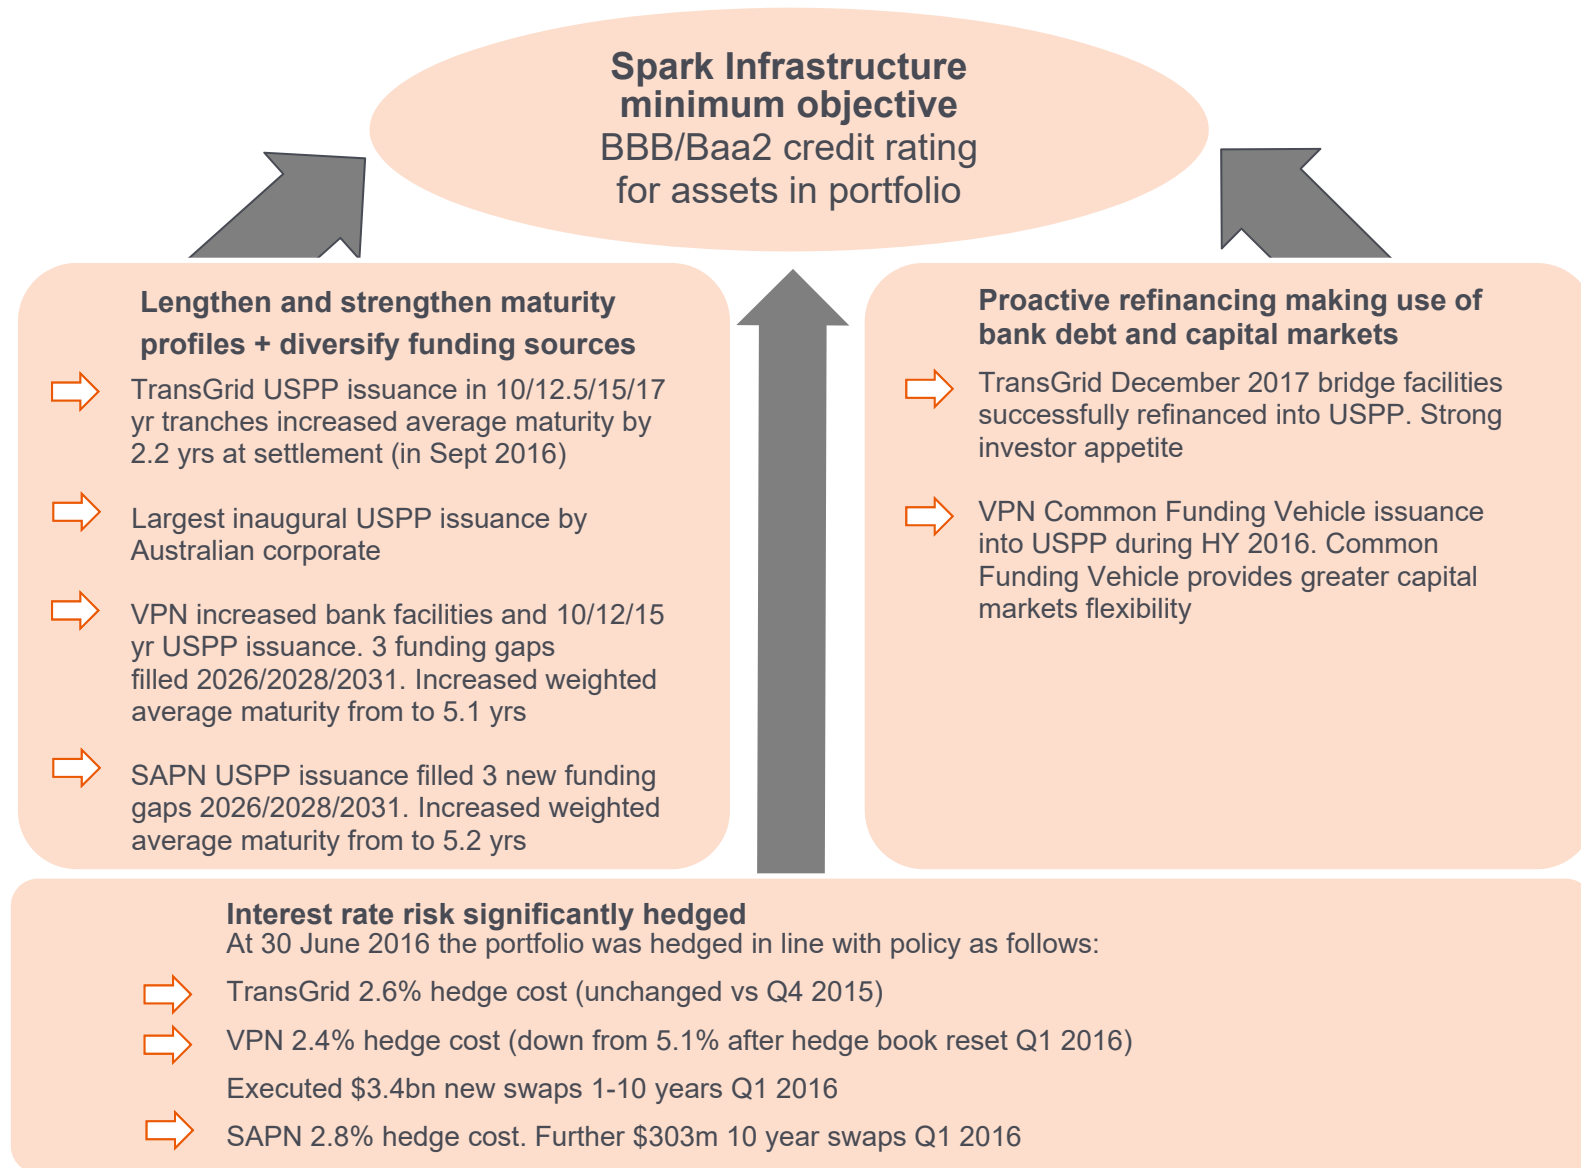 Spark Infrastructure
minimum objective
BBB/Baa2 credit rating
for assets in portfolio
Lengthen and strengthen maturity
profiles + diversify funding sources
TransGrid USPP issuance in 10/12.5/15/17
yr tranches increased average maturity by
2.2 yrs at settlement (in Sept 2016)
Largest inaugural USPP issuance by
Australian corporate
VPN increased bank facilities and 10/12/15
yr USPP issuance. 3 funding gaps
filled 2026/2028/2031. Increased weighted
average maturity from to 5.1 yrs
SAPN USPP issuance filled 3 new funding
gaps 2026/2028/2031. Increased weighted
average maturity from to 5.2 yrs
Proactive refinancing making use of
bank debt and capital markets
TransGrid December 2017 bridge facilities
successfully refinanced into USPP. Strong
investor appetite
VPN Common Funding Vehicle issuance
into USPP during HY 2016. Common
Funding Vehicle provides greater capital
markets flexibility
Interest rate risk significantly hedged
At 30 June 2016 the portfolio was hedged in line with policy as follows:
TransGrid 2.6% hedge cost (unchanged vs Q4 2015)
VPN 2.4% hedge cost (down from 5.1% after hedge book reset Q1 2016)
Executed $3.4bn new swaps 1-10 years Q1 2016
SAPN 2.8% hedge cost. Further $303m 10 year swaps Q1 2016